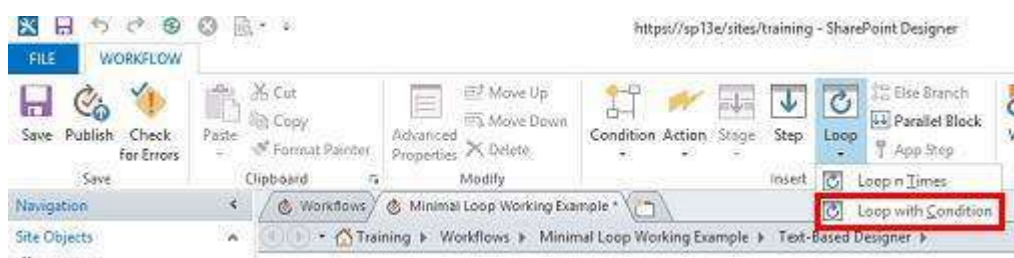 https://sp13e/sites/training - SharePoint Designer
FILE WORKFLOW
Cut
Copy
Format Painter
Move Up
Move Down
Delete
Else Branch
Parallel Block
App Step
Save Publish Check for Errors Paste Advanced Properties Condition Action Stage Step Loop
Save Clipboard Modify Insert
Loop n Times
Loop with Condition
Navigation Workflows Minimal Loop Working Example *
Site Objects Training Workflows Minimal Loop Working Example Text-Based Designer